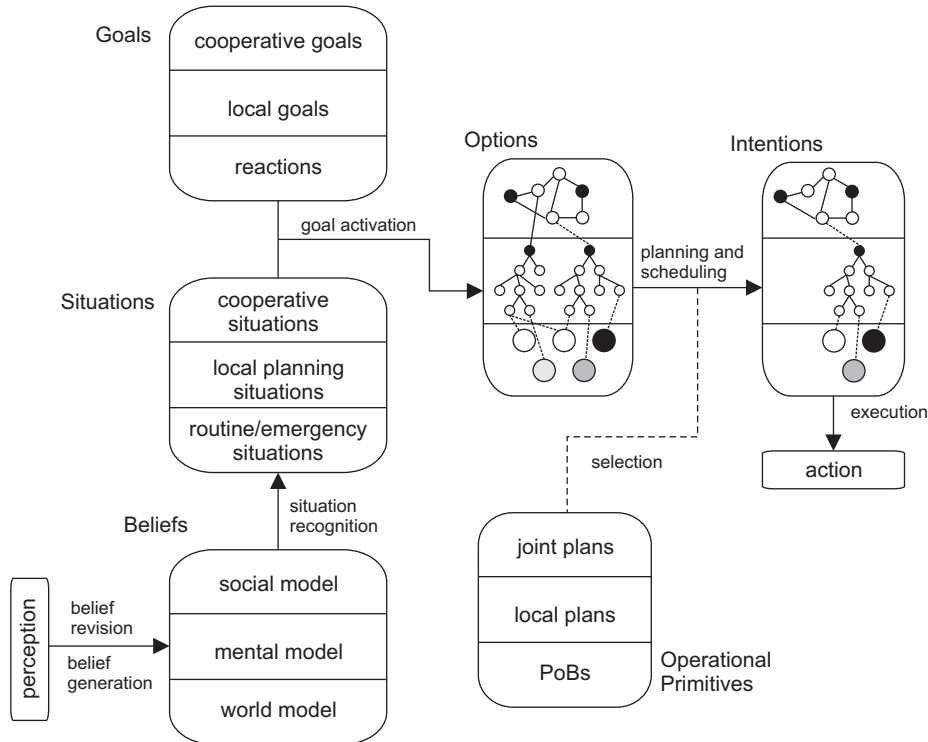 Goals
cooperative goals
local goals
reactions
goal activation
Situations
cooperative
situations
local planning
situations
routine/emergency
situations
situation
recognition
Beliefs
social model
mental model
world model
perception
belief
revision
belief
generation
Options
planning and
scheduling
Intentions
execution
action
selection
joint plans
local plans
PoBs
Operational
Primitives